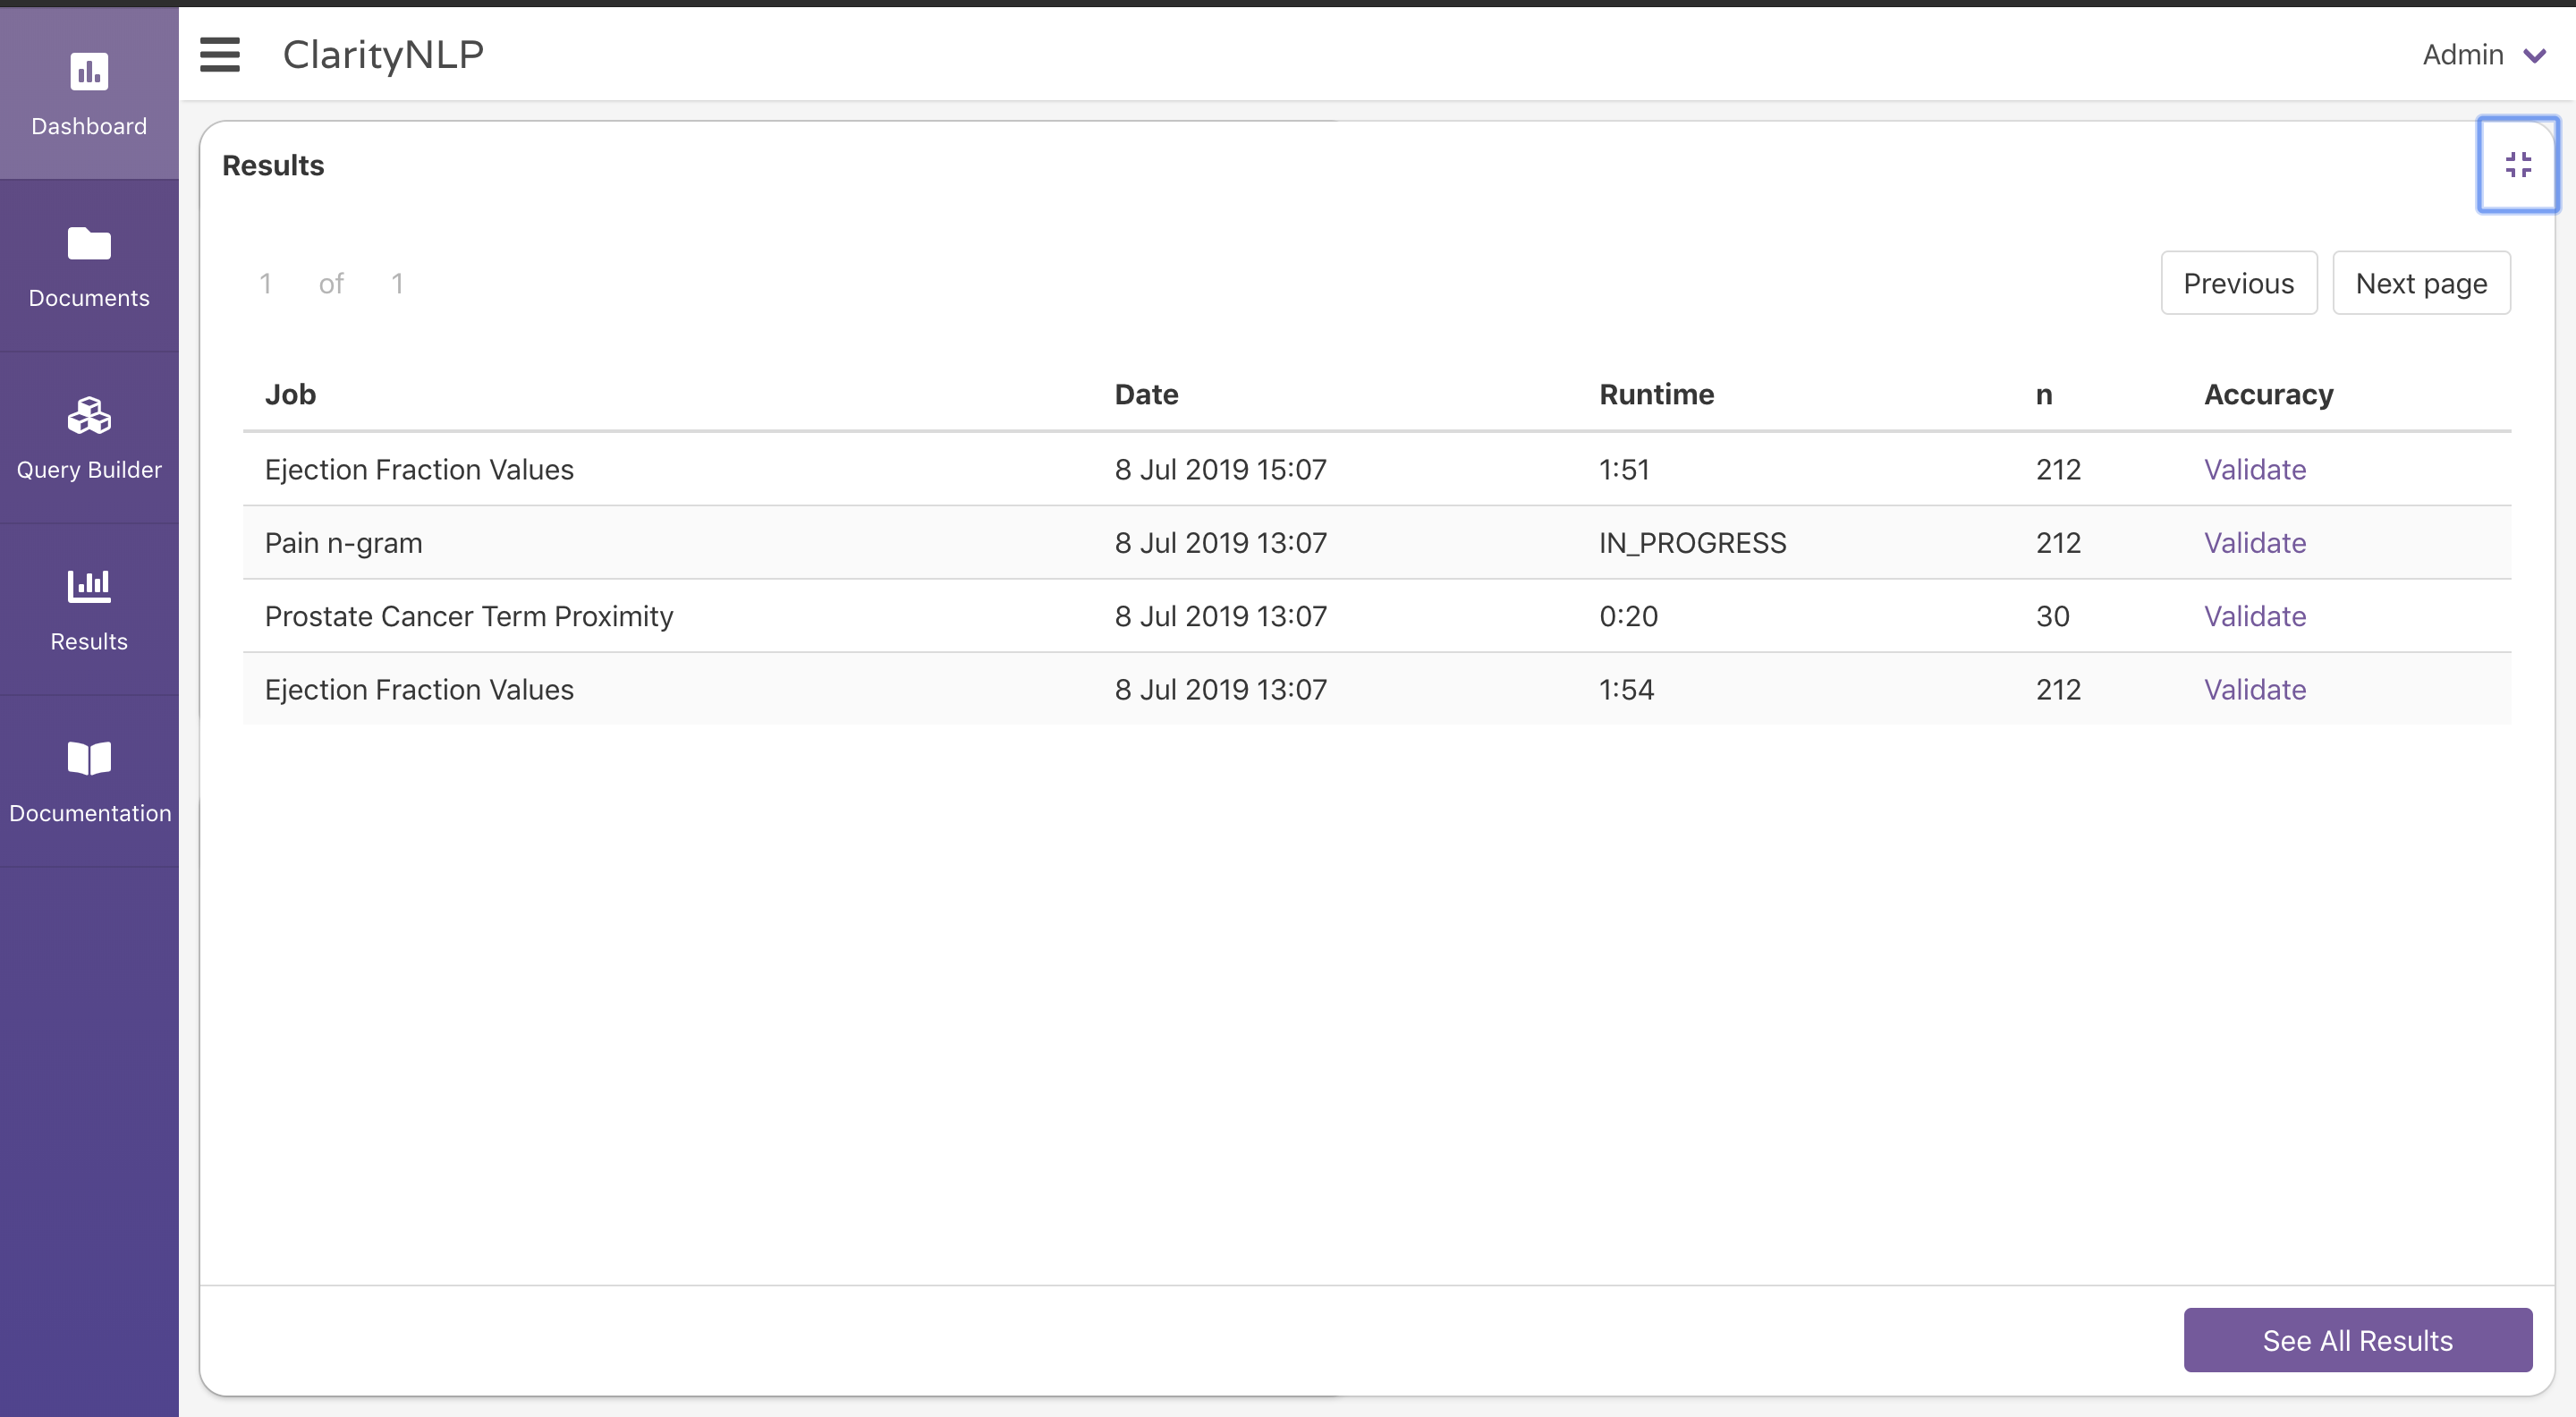 ClarityNLP
Admin
Dashboard
Documents
Query Builder
Results
Documentation
Results
1 of 1
Previous Next page
Job Date Runtime n Accuracy
Ejection Fraction Values 8 Jul 2019 15:07 1:51 212 Validate
Pain n-gram 8 Jul 2019 13:07 IN_PROGRESS 212 Validate
Prostate Cancer Term Proximity 8 Jul 2019 13:07 0:20 30 Validate
Ejection Fraction Values 8 Jul 2019 13:07 1:54 212 Validate
See All Results